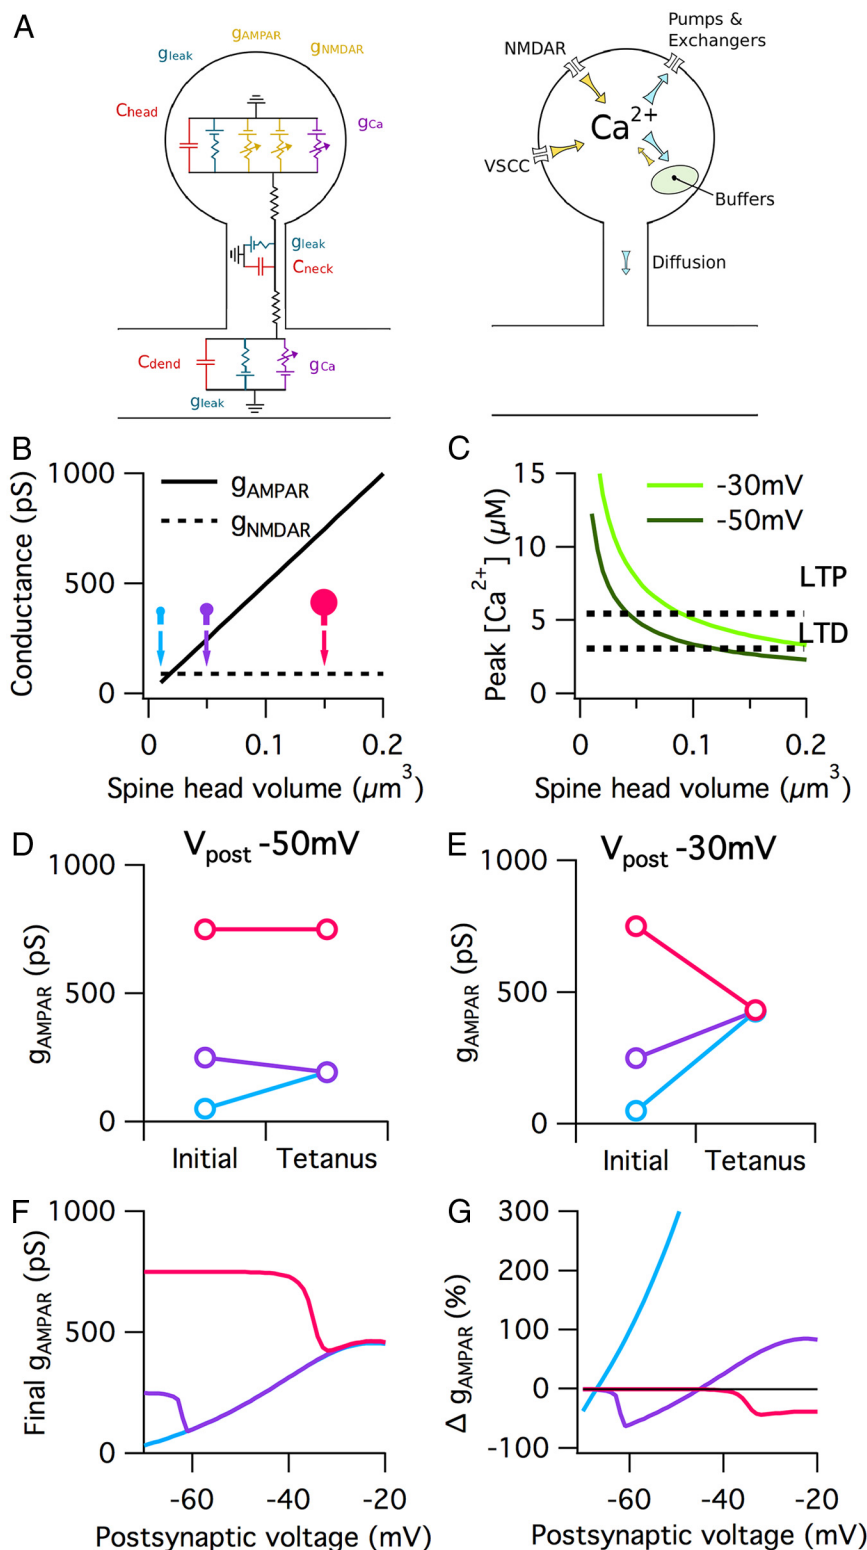 A
gAMPAR
gleak
gNMDAR
Chead
gCa
gleak
Cneck
Cdend
gCa
gleak
NMDAR
Pumps &
Exchangers
Ca2+
VSCC
Buffers
Diffusion
B
Conductance (pS)
1000
500
0
gAMPAR
gNMDAR
0
0.1
0.2
Spine head volume (µm3)
C
Peak [Ca2+] (µM)
15
10
5
0
-30mV
-50mV
LTP
LTD
0
0.1
0.2
Spine head volume (µm3)
D
Vpost -50mV
gAMPAR (pS)
1000
500
0
Initial
Tetanus
E
Vpost -30mV
gAMPAR (pS)
1000
500
0
Initial
Tetanus
F
Final gAMPAR (pS)
1000
500
0
-60
-40
-20
Postsynaptic voltage (mV)
G
Δ gAMPAR (%)
300
200
100
0
-100
-60
-40
-20
Postsynaptic voltage (mV)